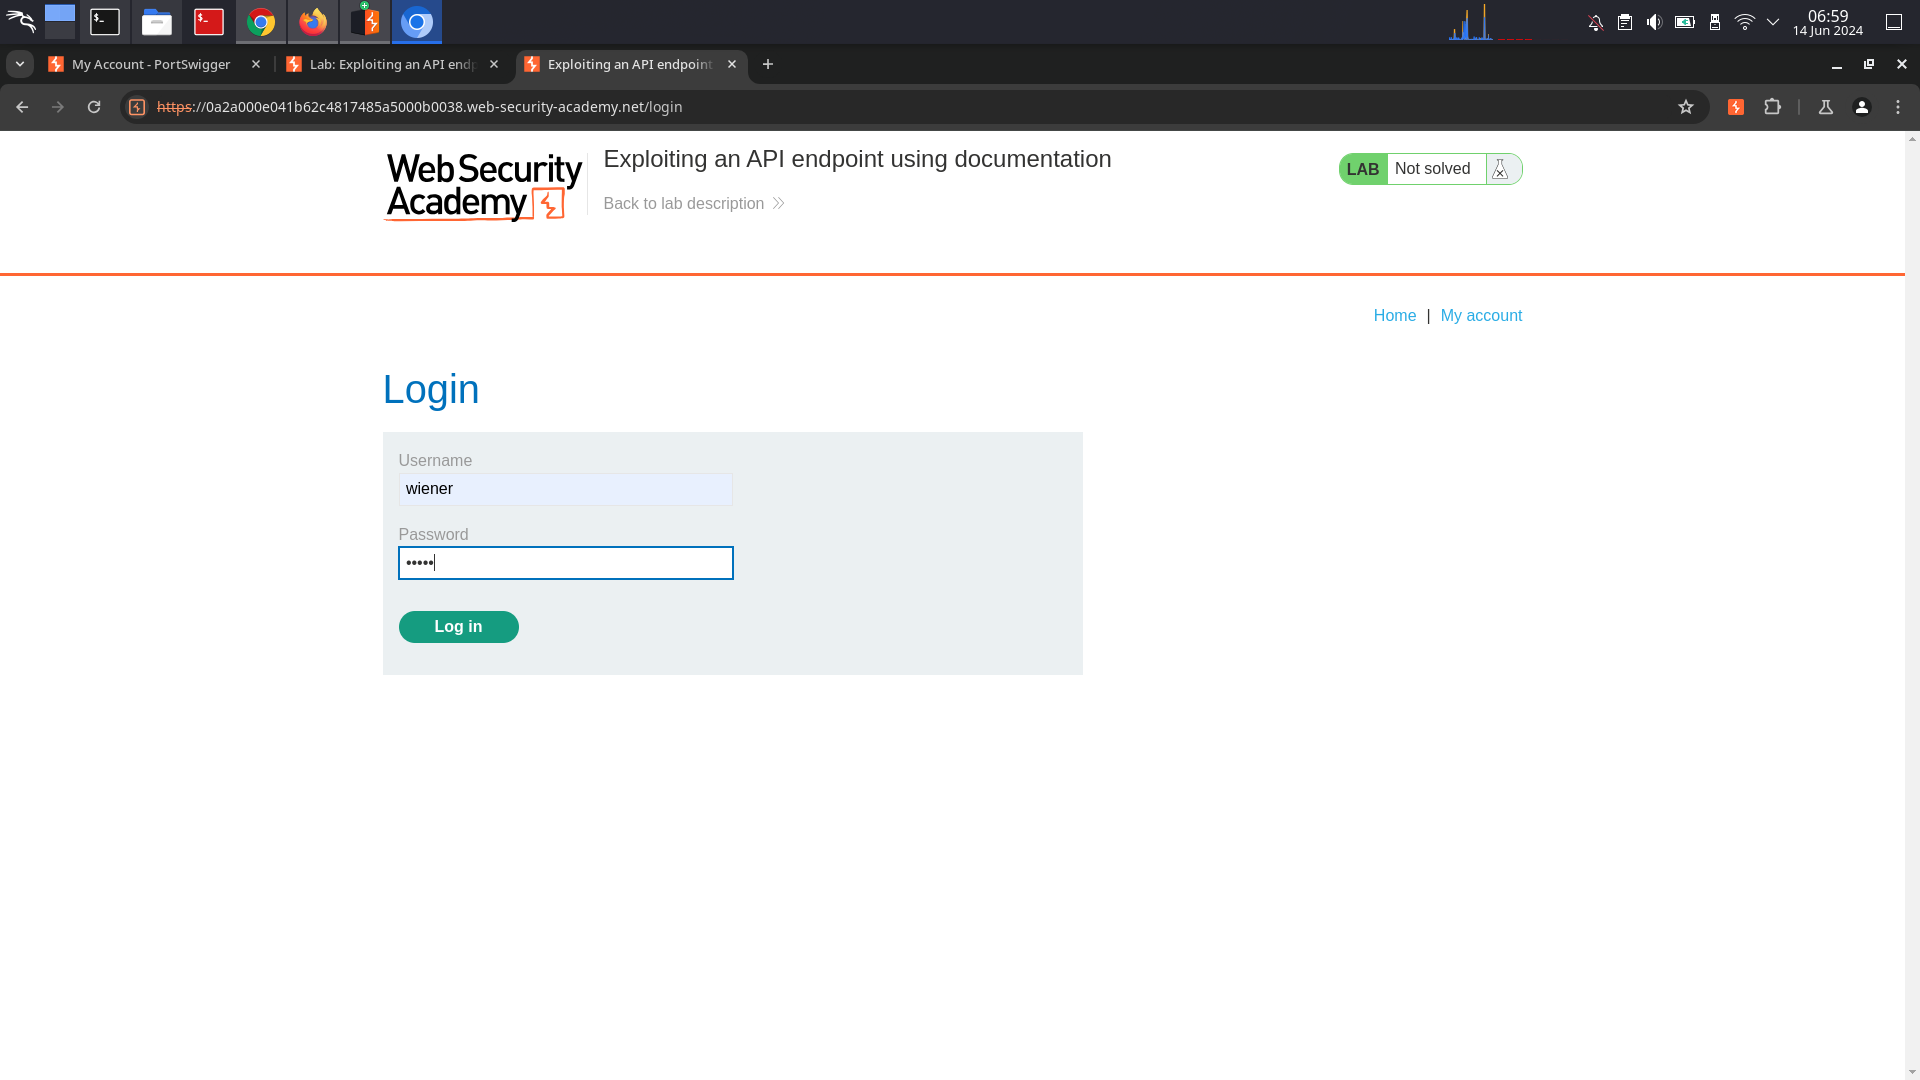 06:59
14 Jun 2024
My Account - PortSwigger
Lab: Exploiting an API endp
Exploiting an API endpoint
https://0a2a000e041b62c4817485a5000b0038.web-security-academy.net/login
Web Security
Academy
Exploiting an API endpoint using documentation
Back to lab description
LAB Not solved
Home | My account
Login
Username
wiener
Password
•••••
Log in